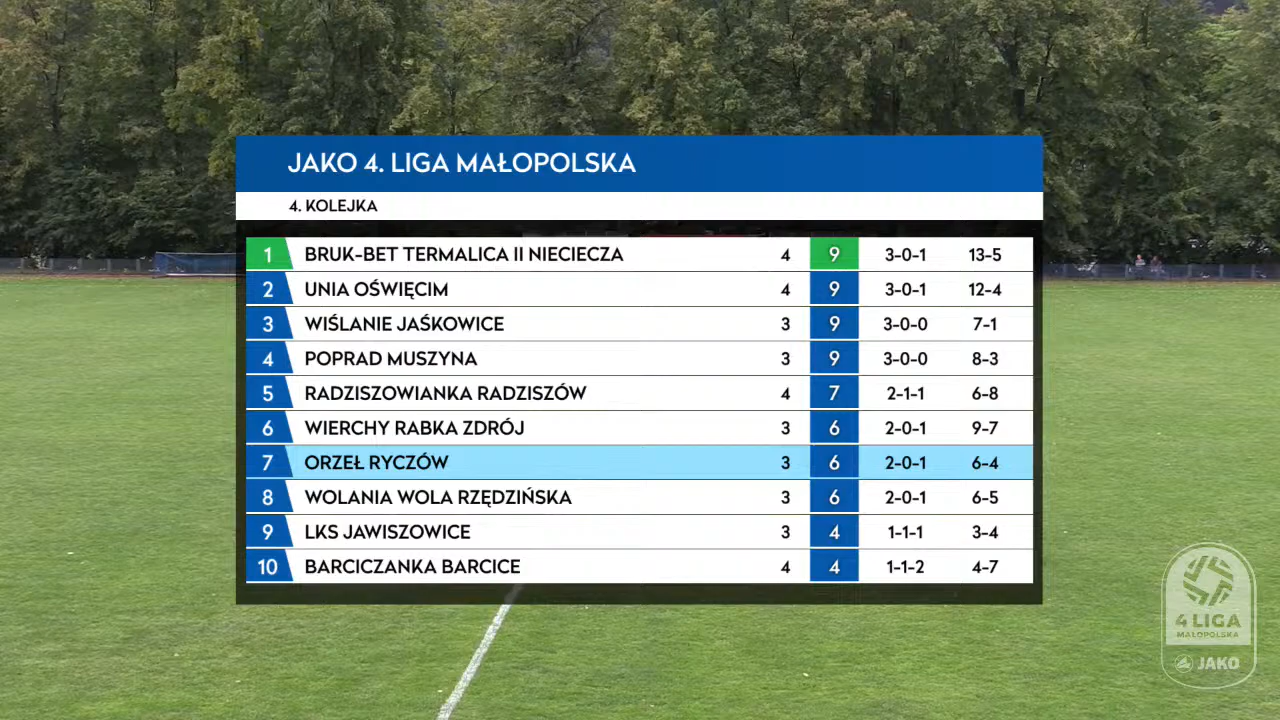 JAKO 4. LIGA MAŁOPOLSKA
4. KOLEJKA
1 BRUK-BET TERMALICA II NIECIECZA 4 9 3-0-1 13-5
2 UNIA OŚWIĘCIM 4 9 3-0-1 12-4
3 WIŚLANIE JAŚKOWICE 3 9 3-0-0 7-1
4 POPRAD MUSZYNA 3 9 3-0-0 8-3
5 RADZISZOWIANKA RADZISZÓW 4 7 2-1-1 6-8
6 WIERCHY RABKA ZDRÓJ 3 6 2-0-1 9-7
7 ORZEŁ RYCZÓW 3 6 2-0-1 6-4
8 WOLANIA WOLA RZĘDZIŃSKA 3 6 2-0-1 6-5
9 LKS JAWISZOWICE 3 4 1-1-1 3-4
10 BARCICZANKA BARCICE 4 4 1-1-2 4-7
4 LIGA
MAŁOPOLSKA
JAKO